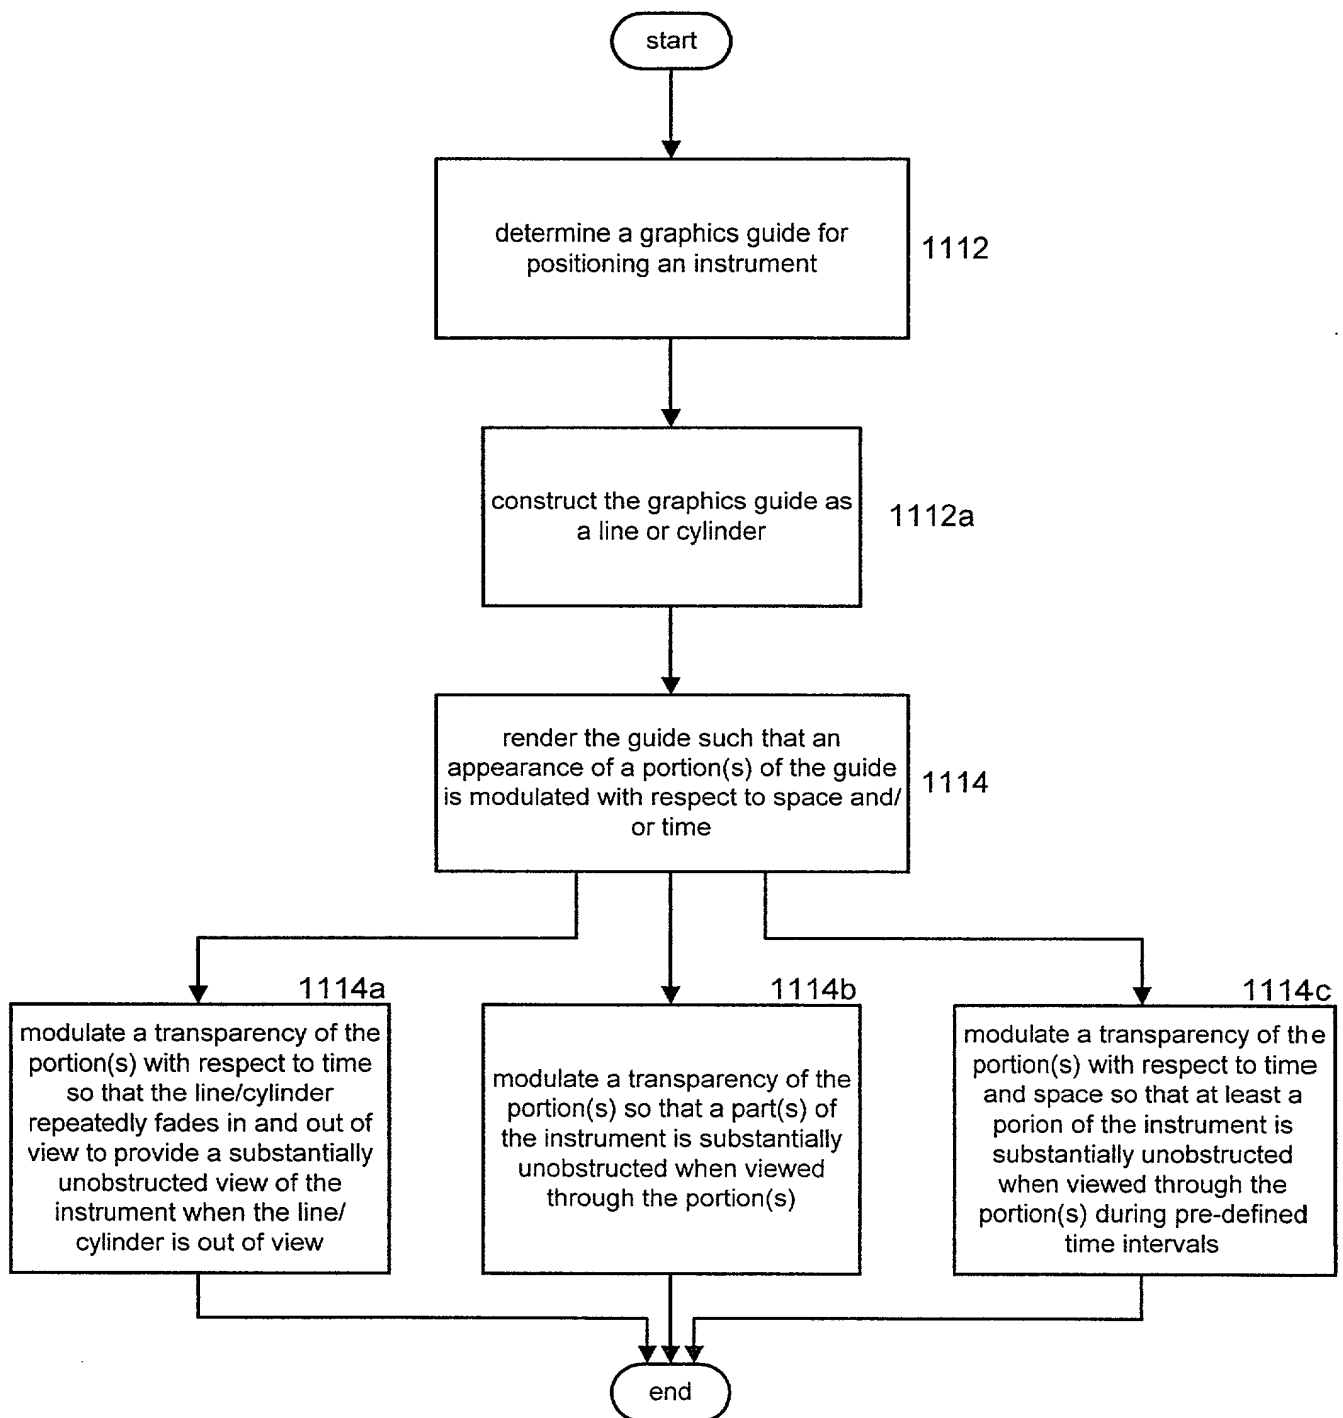 start
determine a graphics guide for
positioning an instrument
1112
construct the graphics guide as
a line or cylinder
1112a
render the guide such that an
appearance of a portion(s) of the guide
is modulated with respect to space and/
or time
1114
1114a
modulate a transparency of the
portion(s) with respect to time
so that the line/cylinder
repeatedly fades in and out of
view to provide a substantially
unobstructed view of the
instrument when the line/
cylinder is out of view
1114b
modulate a transparency of the
portion(s) so that a part(s) of
the instrument is substantially
unobstructed when viewed
through the portion(s)
1114c
modulate a transparency of the
portion(s) with respect to time
and space so that at least a
porion of the instrument is
substantially unobstructed
when viewed through the
portion(s) during pre-defined
time intervals
end